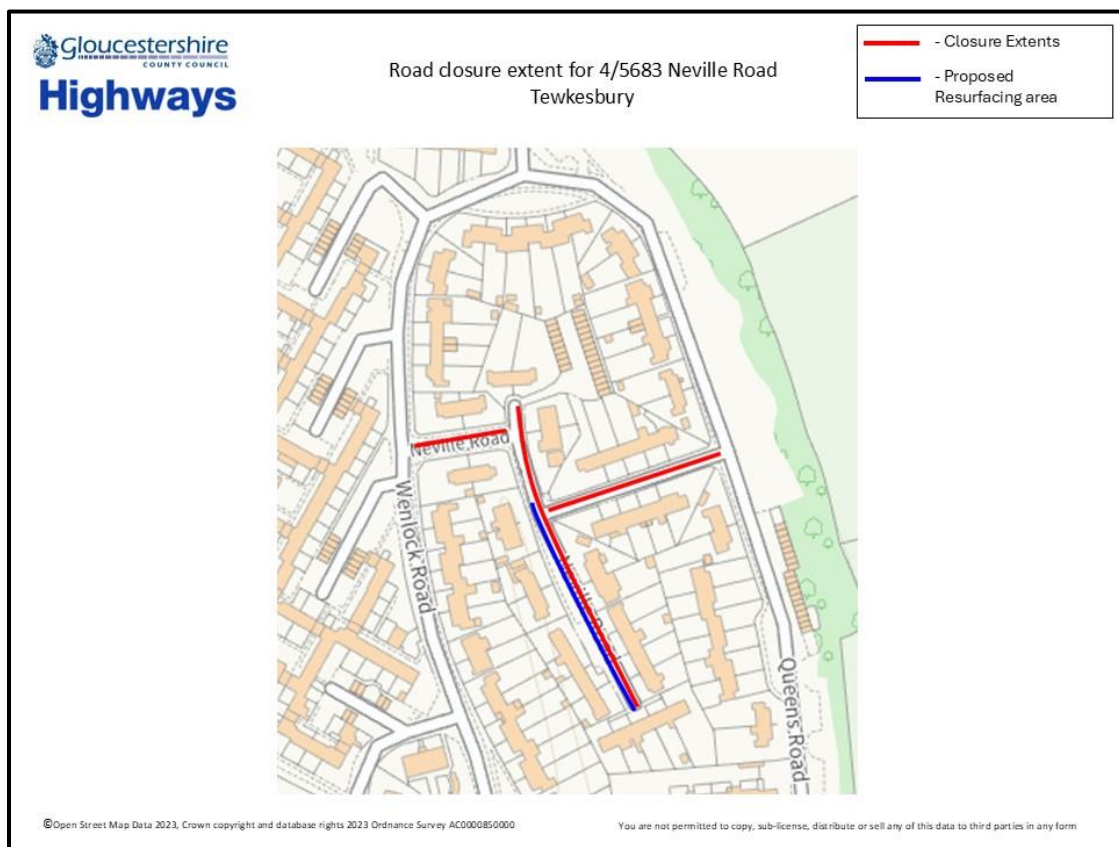 Gloucestershire
COUNTY COUNCIL
Highways
Road closure extent for 4/5683 Neville Road
Tewkesbury
- Closure Extents
- Proposed
Resurfacing area
Neville Road
Wenlock Road
Neville Road
Queens Road
©Open Street Map Data 2023, Crown copyright and database rights 2023 Ordnance Survey AC0000850000
You are not permitted to copy, sub-license, distribute or sell any of this data to third parties in any form